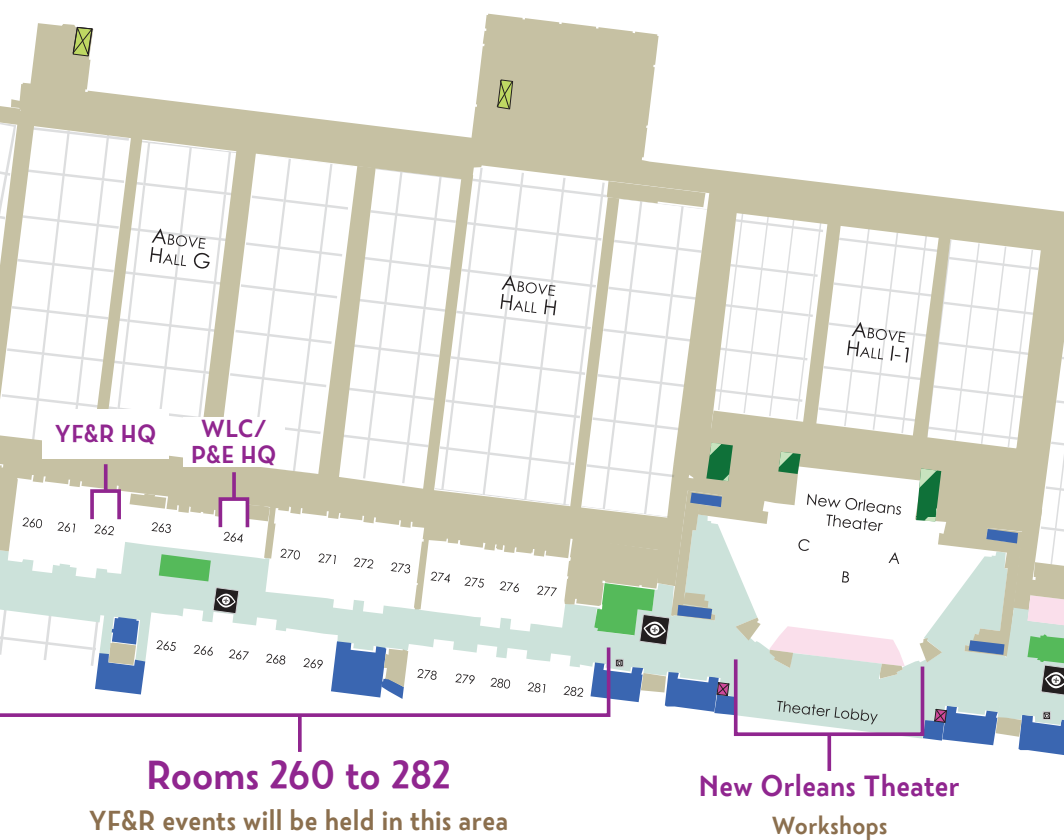 ABOVE
HALL G
ABOVE
HALL H
ABOVE
HALL I-1
YF&R HQ
WLC/
P&E HQ
New Orleans
Theater
C
A
B
260 261 262 263 264 270 271 272 273 274 275 276 277
265 266 267 268 269 278 279 280 281 282
Theater Lobby
Rooms 260 to 282
YF&R events will be held in this area
New Orleans Theater
Workshops